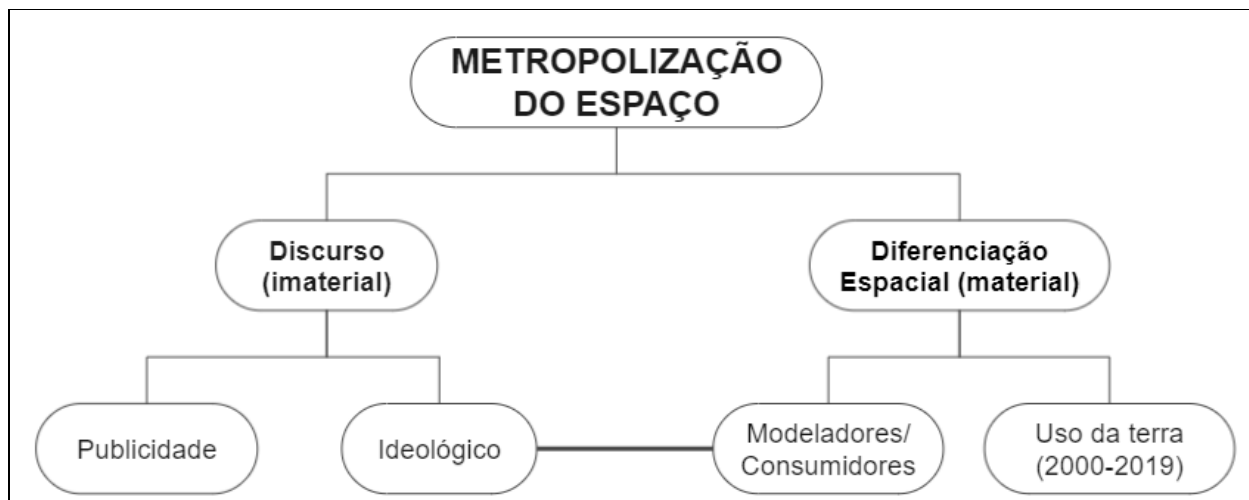 METROPOLIZAÇÃO
DO ESPAÇO
Discurso
(imaterial)
Diferenciação
Espacial (material)
Publicidade
Ideológico
Modeladores/
Consumidores
Uso da terra
(2000-2019)